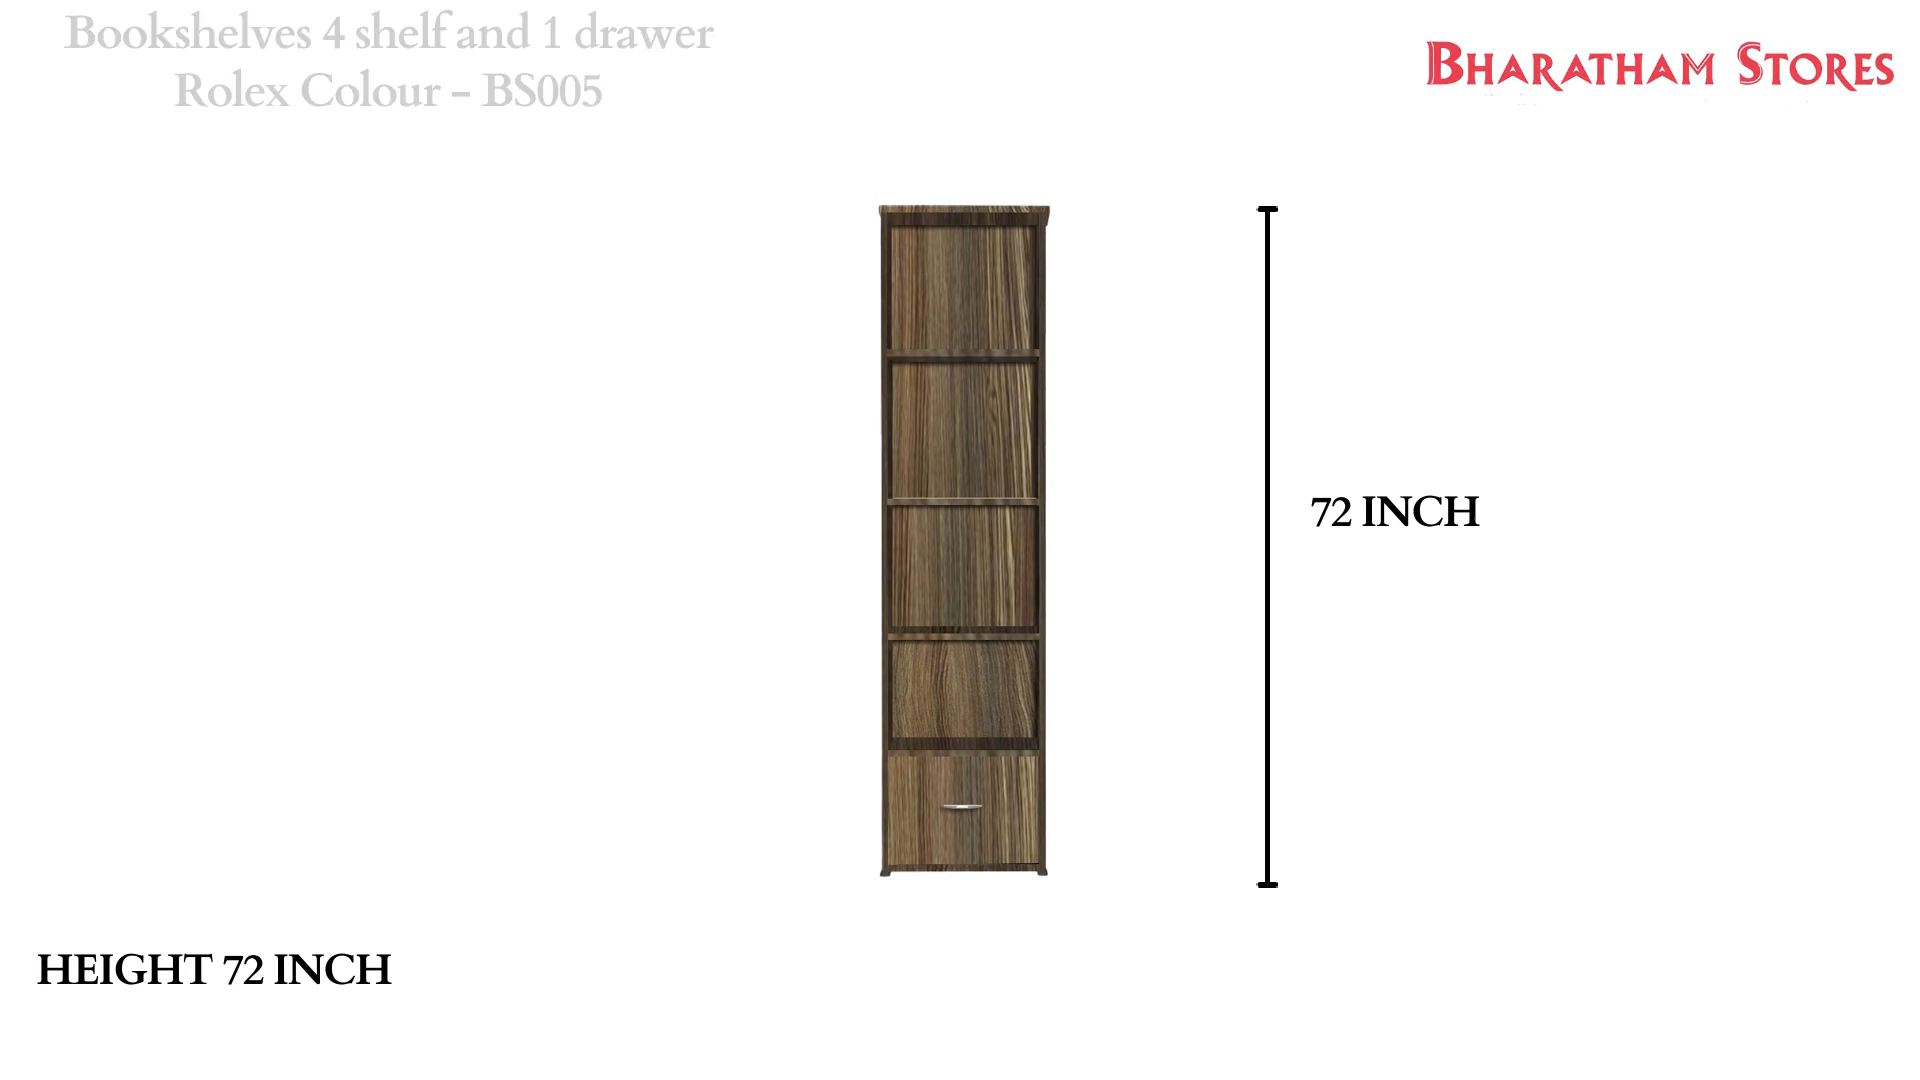 Bookshelves 4 shelf and 1 drawer
Rolex Colour - BS005
BHARATHAM STORES
72 INCH
HEIGHT 72 INCH